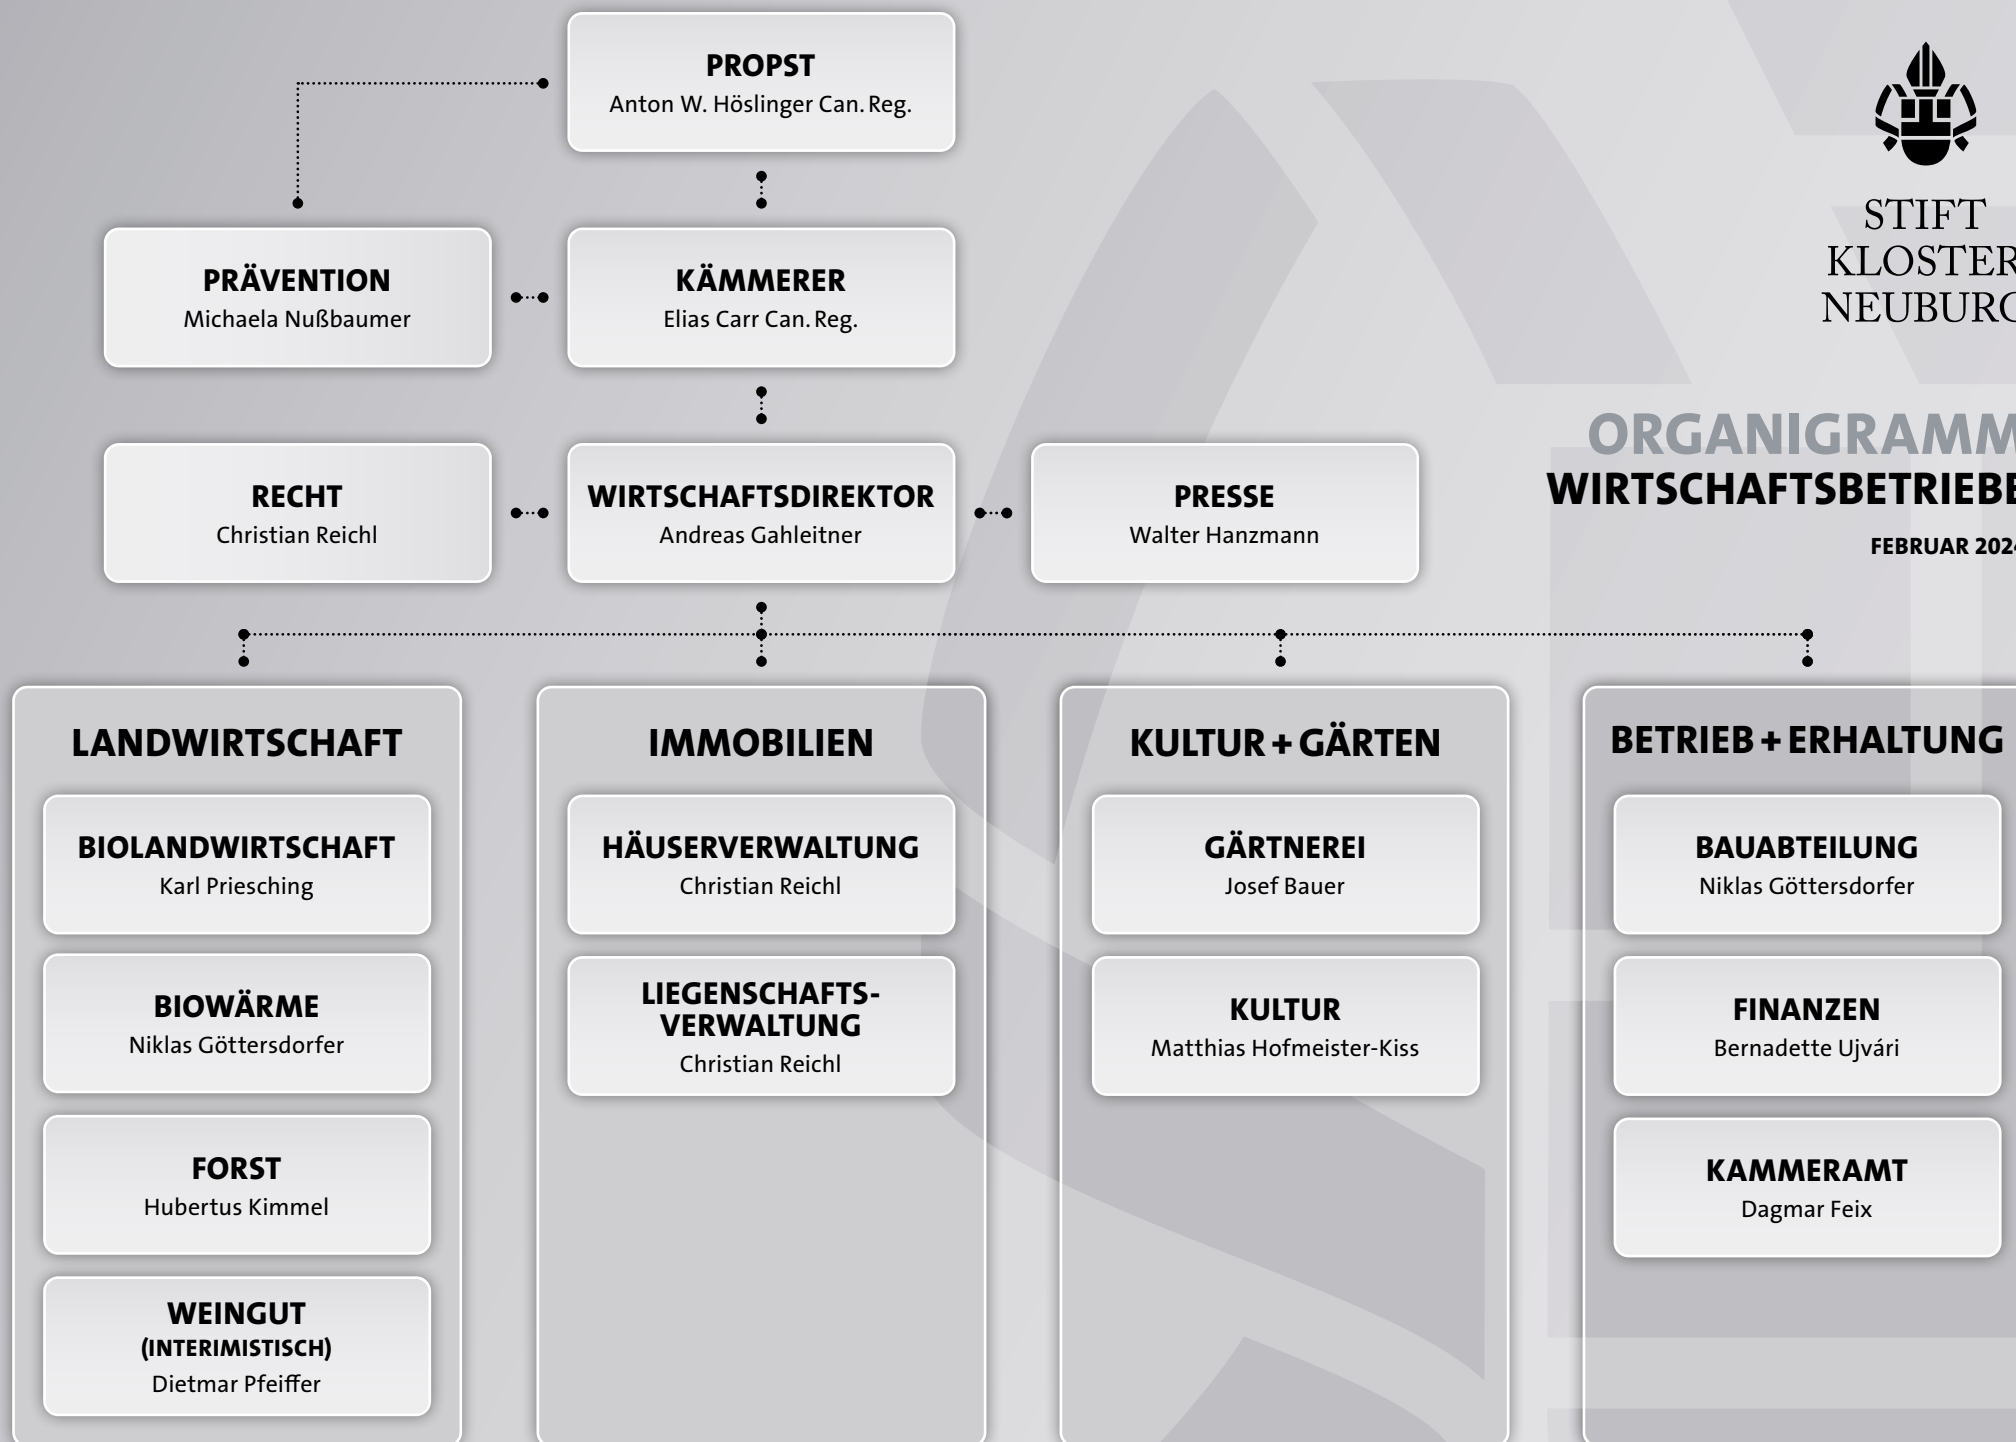 PROPST
Anton W. Höslinger Can. Reg.
STIFT
KLOSTER
NEUBURG
PRÄVENTION
Michaela Nußbaumer
KÄMMERER
Elias Carr Can. Reg.
ORGANIGRAMM
WIRTSCHAFTSBETRIEBE
FEBRUAR 2024
RECHT
Christian Reichl
WIRTSCHAFTSDIREKTOR
Andreas Gahleitner
PRESSE
Walter Hanzmann
LANDWIRTSCHAFT
BIOLANDWIRTSCHAFT
Karl Priesching
BIOWÄRME
Niklas Göttersdorfer
FORST
Hubertus Kimmel
WEINGUT
(INTERIMISTISCH)
Dietmar Pfeiffer
IMMOBILIEN
HÄUSERVERWALTUNG
Christian Reichl
LIEGENSCHAFTS-
VERWALTUNG
Christian Reichl
KULTUR + GÄRTEN
GÄRTNEREI
Josef Bauer
KULTUR
Matthias Hofmeister-Kiss
BETRIEB + ERHALTUNG
BAUABTEILUNG
Niklas Göttersdorfer
FINANZEN
Bernadette Ujvári
KAMMERAMT
Dagmar Feix